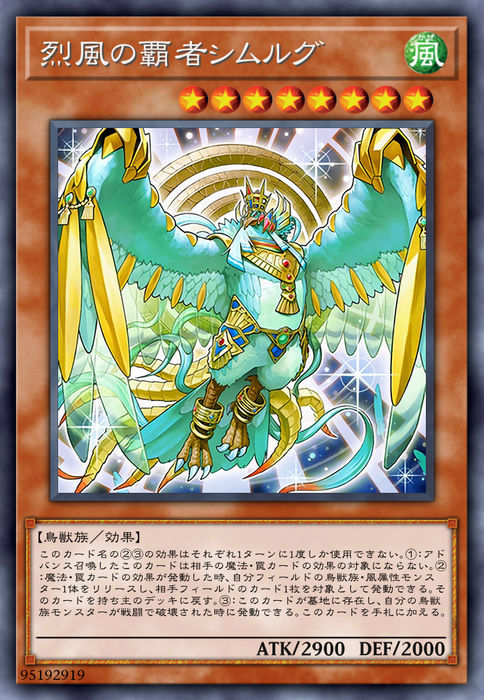 烈風の覇者シムルグ
風
かぜ
【鳥獣族／効果】
このカード名の②③の効果はそれぞれ1ターンに1度しか使用できない。①：アド
バンス召喚したこのカードは相手の魔法・罠カードの効果の対象にならない。②
：魔法・罠カードの効果が発動した時、自分フィールドの鳥獣族・風属性モンス
ター1体をリリースし、相手フィールドのカード1枚を対象として発動できる。そ
のカードを持ち主のデッキに戻す。③：このカードが墓地に存在し、自分の鳥獣
族モンスターが戦闘で破壊された時に発動できる。このカードを手札に加える。
ATK/2900 DEF/2000
95192919